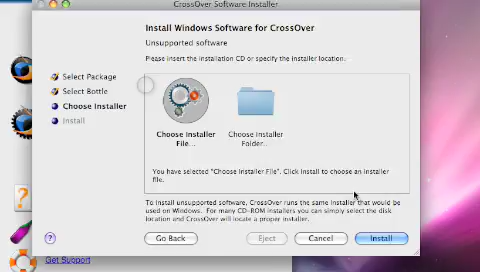 CrossOver Software Installer
Install Windows Software for CrossOver
Unsupported software
Please insert the installation CD or specify the installer location.
Select Package
Select Bottle
Choose Installer
Install
Choose Installer
File...
Choose Installer
Folder...
You have selected "Choose Installer File". Click Install to choose an installer
file.
To install unsupported software, CrossOver runs the same installer that would be
used on Windows. For many CD-ROM installers you can simply select the disk
location and CrossOver will locate a proper installer.
?
Go Back
Eject
Cancel
Install
Get Support